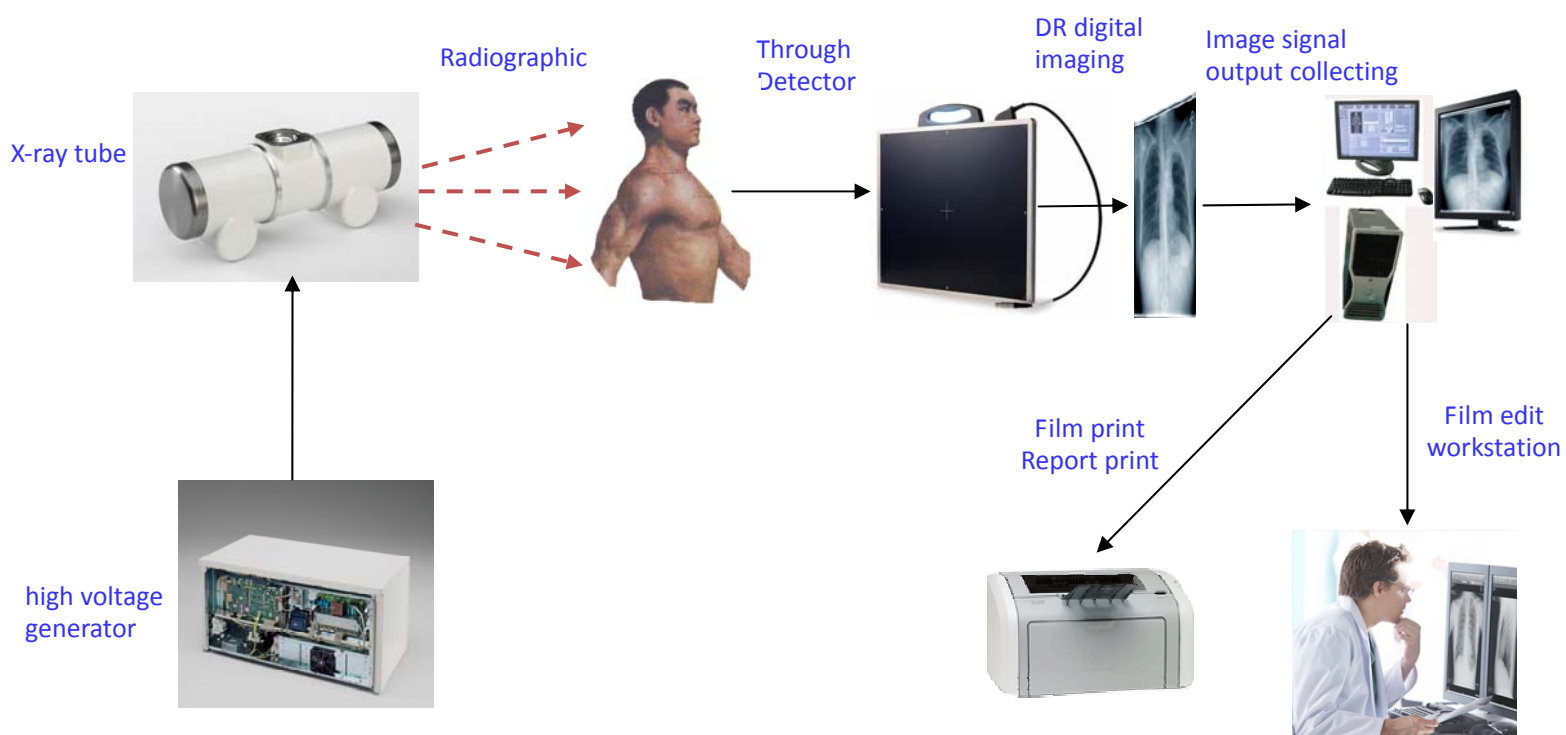 Radiographic
Through
Detector
DR digital
imaging
Image signal
output collecting
X-ray tube
Film print
Report print
Film edit
workstation
high voltage
generator